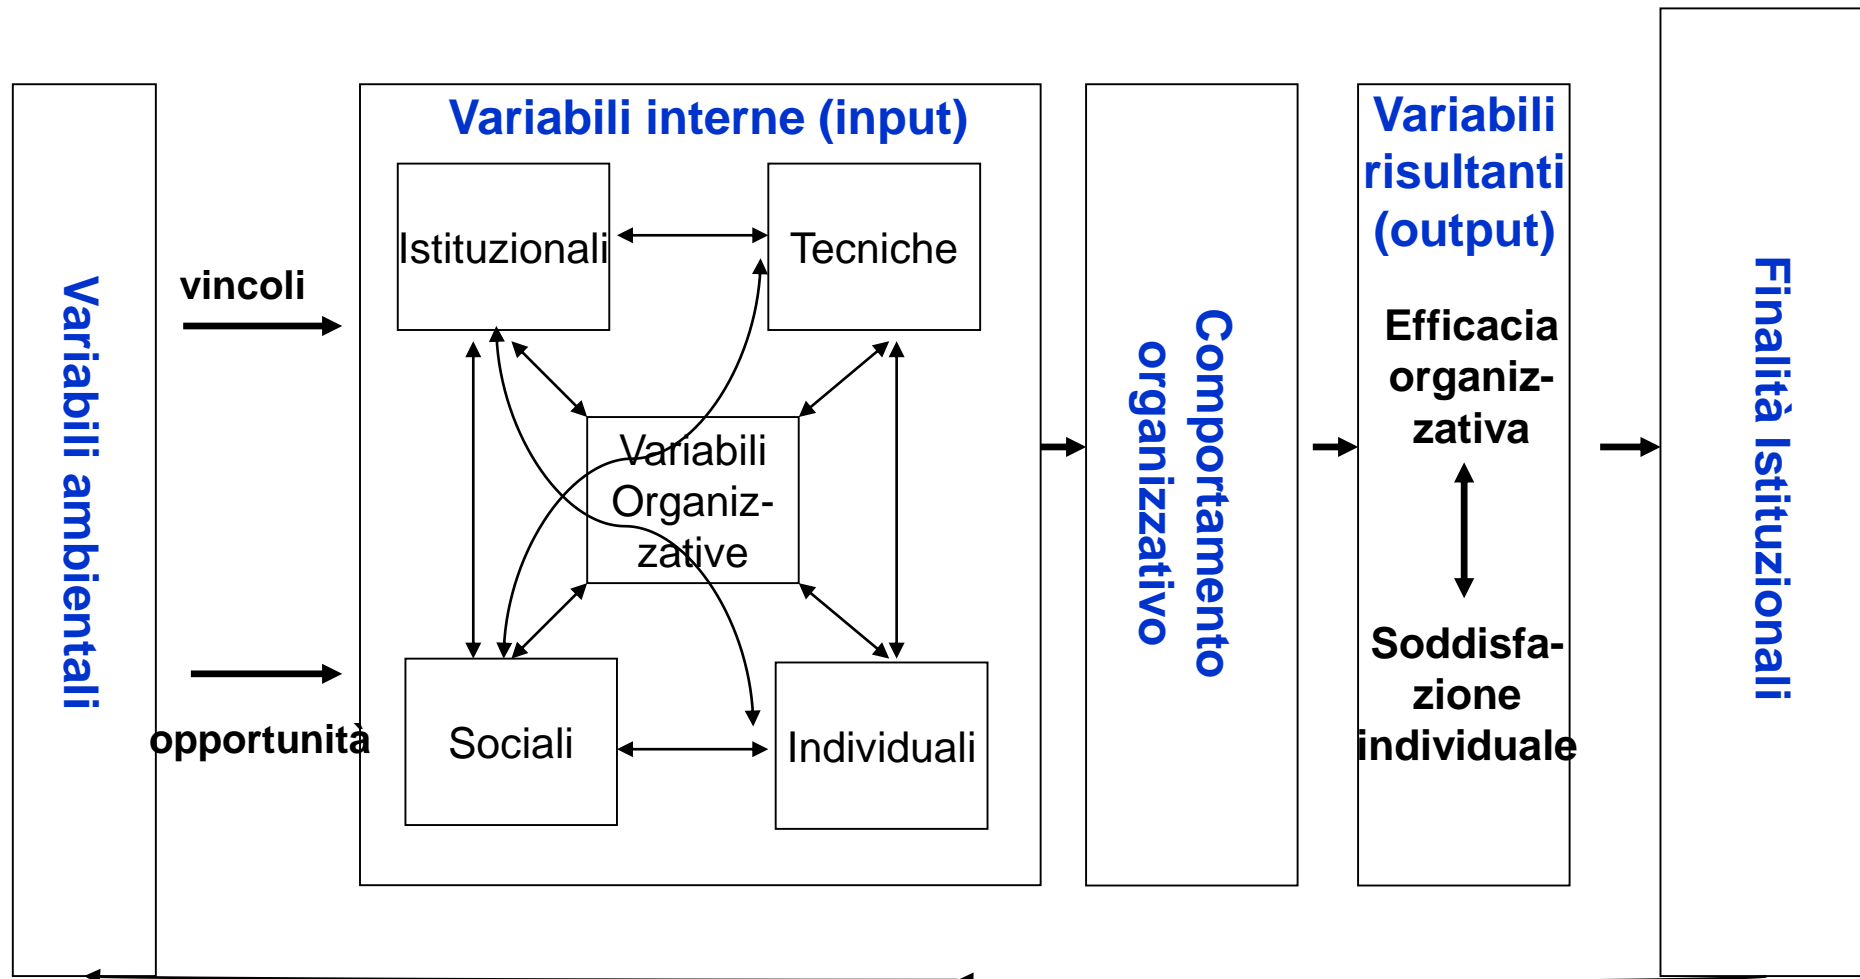 Variabili ambientali
vincoli
opportunità
Variabili interne (input)
Istituzionali
Tecniche
Variabili
Organiz-
zative
Sociali
Individuali
Comportamento
organizzativo
Variabili
risultanti
(output)
Efficacia
organiz-
zativa
Soddisfa-
zione
individuale
Finalità Istituzionali